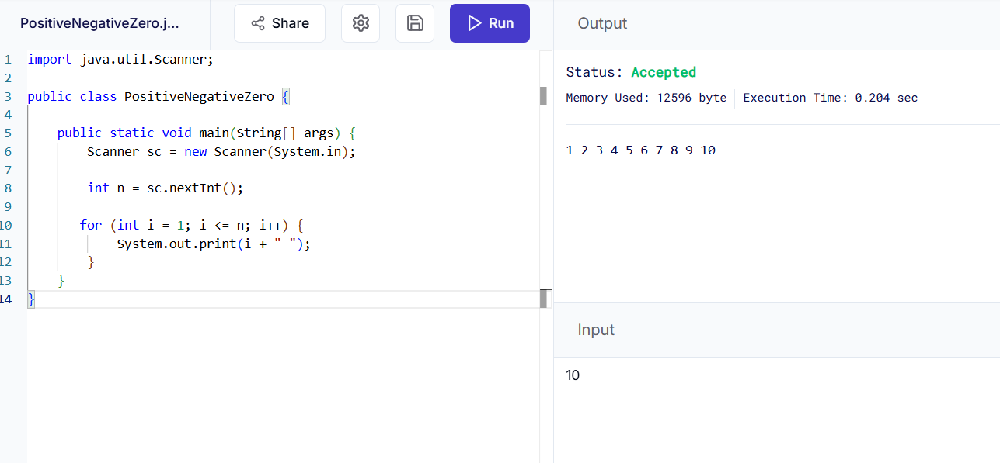 PositiveNegativeZero.j...
Share
Run
1 import java.util.Scanner;
2
3 public class PositiveNegativeZero {
4
5     public static void main(String[] args) {
6         Scanner sc = new Scanner(System.in);
7
8         int n = sc.nextInt();
9
10        for (int i = 1; i <= n; i++) {
11             System.out.print(i + " ");
12         }
13     }
14 }
Output
Status: Accepted
Memory Used: 12596 byte Execution Time: 0.204 sec
1 2 3 4 5 6 7 8 9 10
Input
10